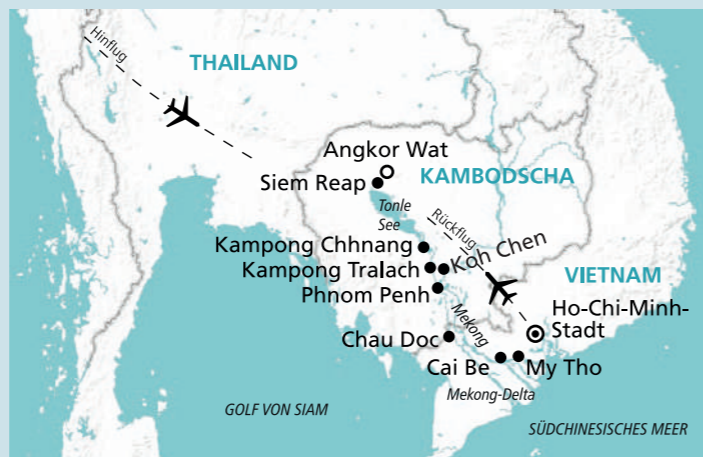 Hinflug
THAILAND
Angkor Wat
KAMBODSCHA
Siem Reap
Tonle
See
Rückflug
Kampong Chhnang
Koh Chen
Kampong Tralach
Phnom Penh
VIETNAM
Ho-Chi-Minh-
Stadt
Mekong
Chau Doc
Cai Be
My Tho
Mekong-Delta
GOLF VON SIAM
SÜDCHINESISCHES MEER